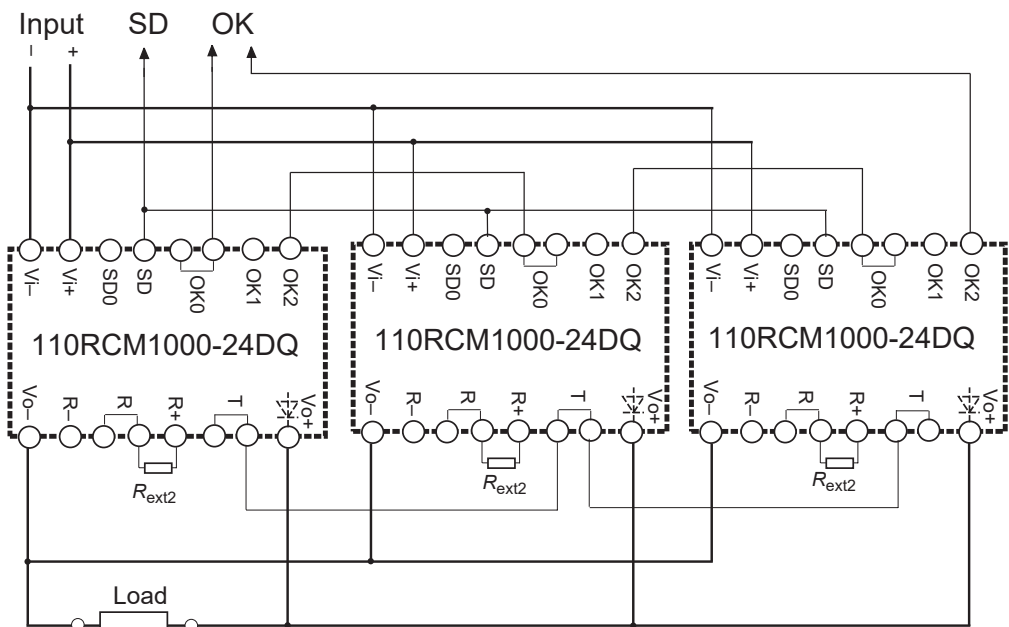 Input SD OK
– +
Vi– Vi+ SD0 SD OK0 OK1 OK2
110RCM1000-24DQ
Vo– R– R R+ T Vo+
Rext2
Vi– Vi+ SD0 SD OK0 OK1 OK2
110RCM1000-24DQ
Vo– R– R R+ T Vo+
Rext2
Vi– Vi+ SD0 SD OK0 OK1 OK2
110RCM1000-24DQ
Vo– R– R R+ T Vo+
Rext2
Load